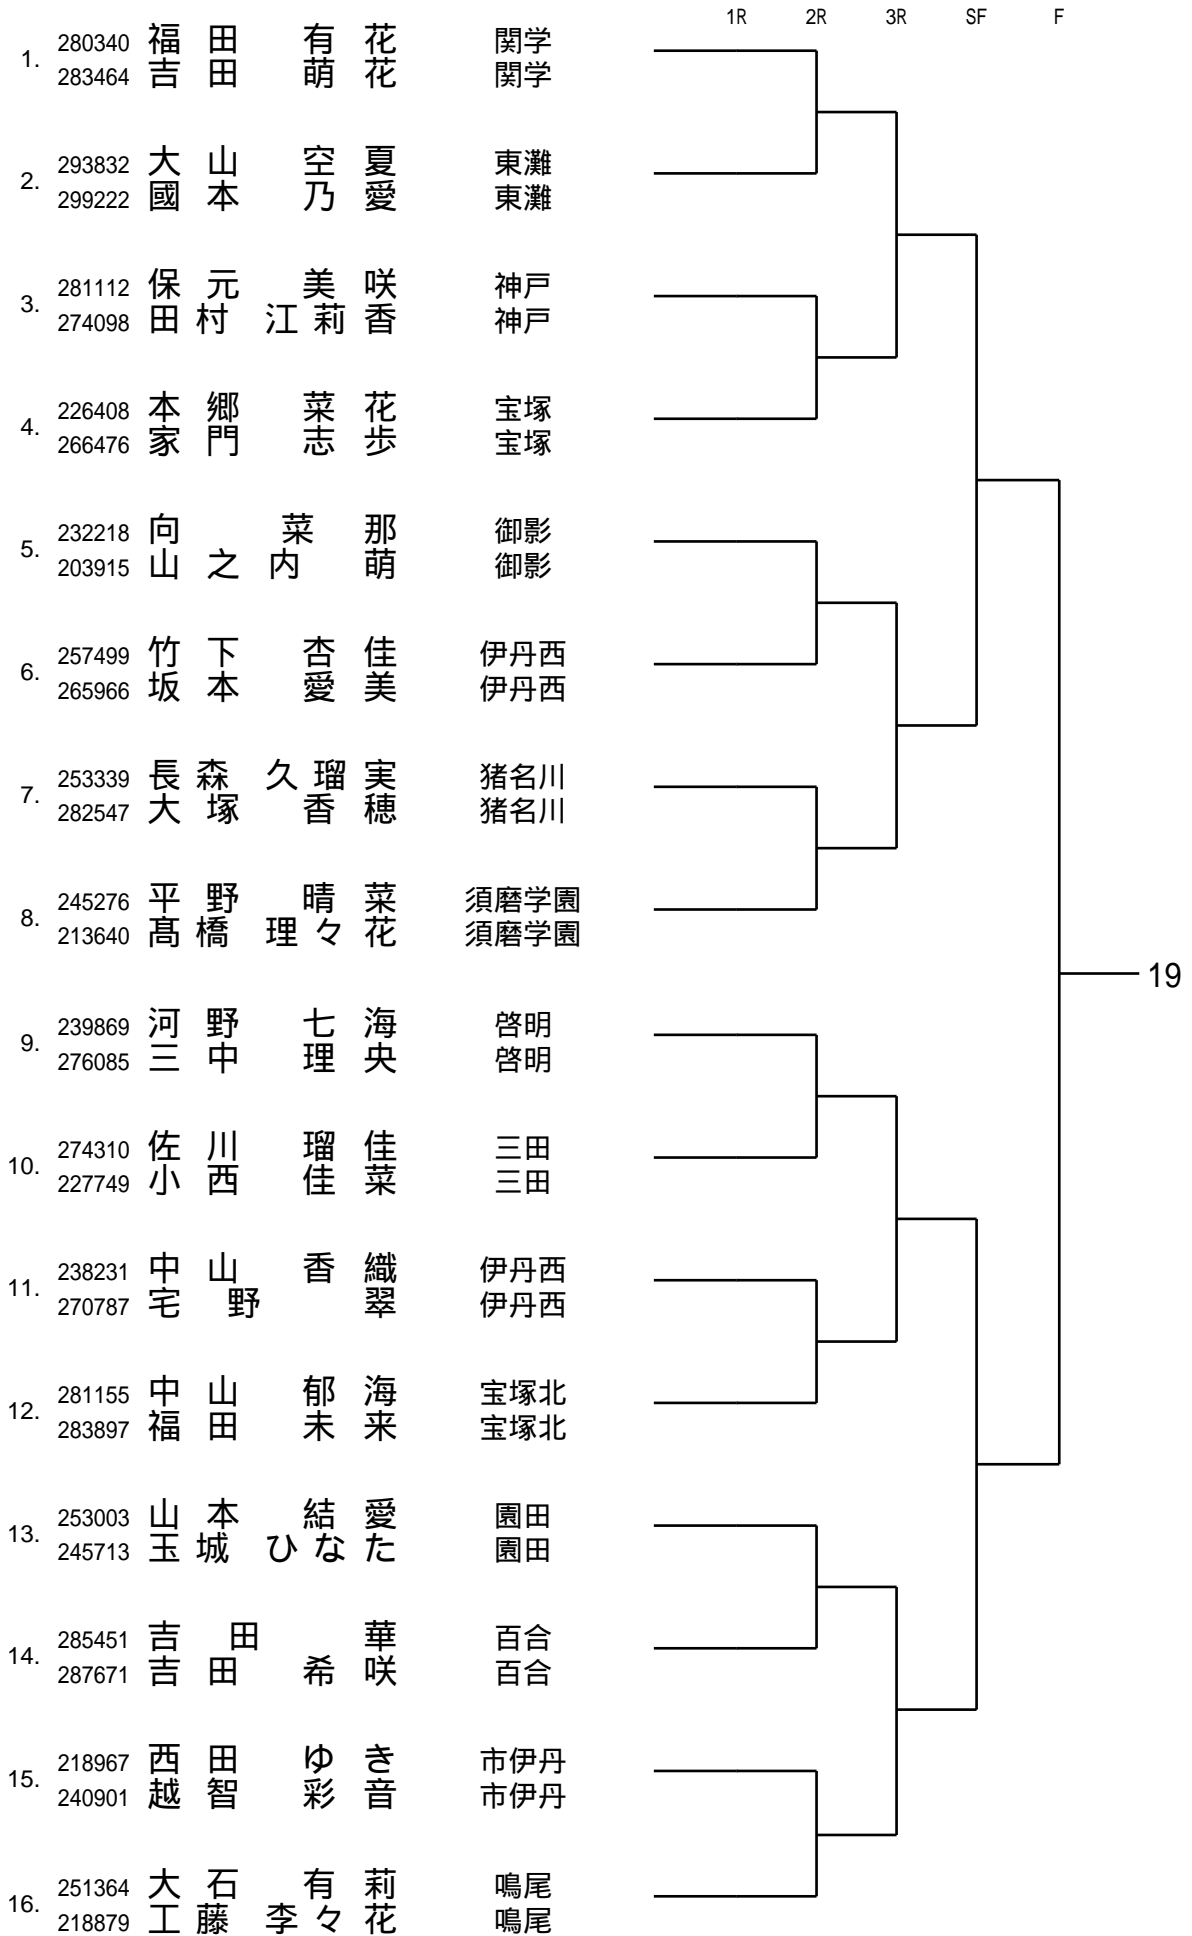 1R 2R 3R SF F
1. 280340 福田 有花 関学
283464 吉田 萌花 関学
2. 293832 大山 空夏 東灘
299222 國本 乃愛 東灘
3. 281112 保元 美咲 神戸
274098 田村 江莉香 神戸
4. 226408 本郷 菜花 宝塚
266476 家門 志歩 宝塚
5. 232218 向 菜那 御影
203915 山之内 萌 御影
6. 257499 竹下 杏佳 伊丹西
265966 坂本 愛美 伊丹西
7. 253339 長森 久瑠実 猪名川
282547 大塚 香穂 猪名川
8. 245276 平野 晴菜 須磨学園
213640 髙橋 理々花 須磨学園
19
9. 239869 河野 七海 啓明
276085 三中 理央 啓明
10. 274310 佐川 瑠佳 三田
227749 小西 佳菜 三田
11. 238231 中山 香織 伊丹西
270787 宅野 翠 伊丹西
12. 281155 中山 郁海 宝塚北
283897 福田 未来 宝塚北
13. 253003 山本 結愛 園田
245713 玉城 ひなた 園田
14. 285451 吉田 華 百合
287671 吉田 希咲 百合
15. 218967 西田 ゆき 市伊丹
240901 越智 彩音 市伊丹
16. 251364 大石 有莉 鳴尾
218879 工藤 李々花 鳴尾